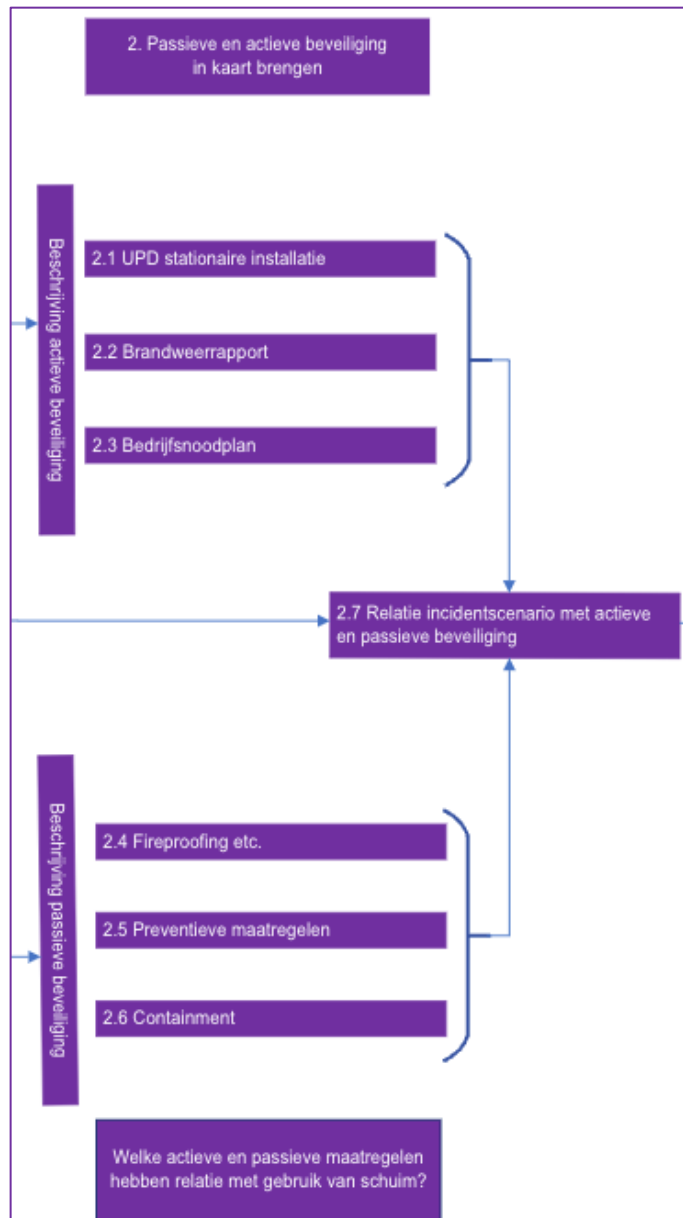 2. Passieve en actieve beveiliging
in kaart brengen
Beschrijving actieve beveiliging
2.1 UPD stationaire installatie
2.2 Brandweerrapport
2.3 Bedrijfsnoodplan
2.7 Relatie incidentscenario met actieve
en passieve beveiliging
Beschrijving passieve beveiliging
2.4 Fireproofing etc.
2.5 Preventieve maatregelen
2.6 Containment
Welke actieve en passieve maatregelen
hebben relatie met gebruik van schuim?